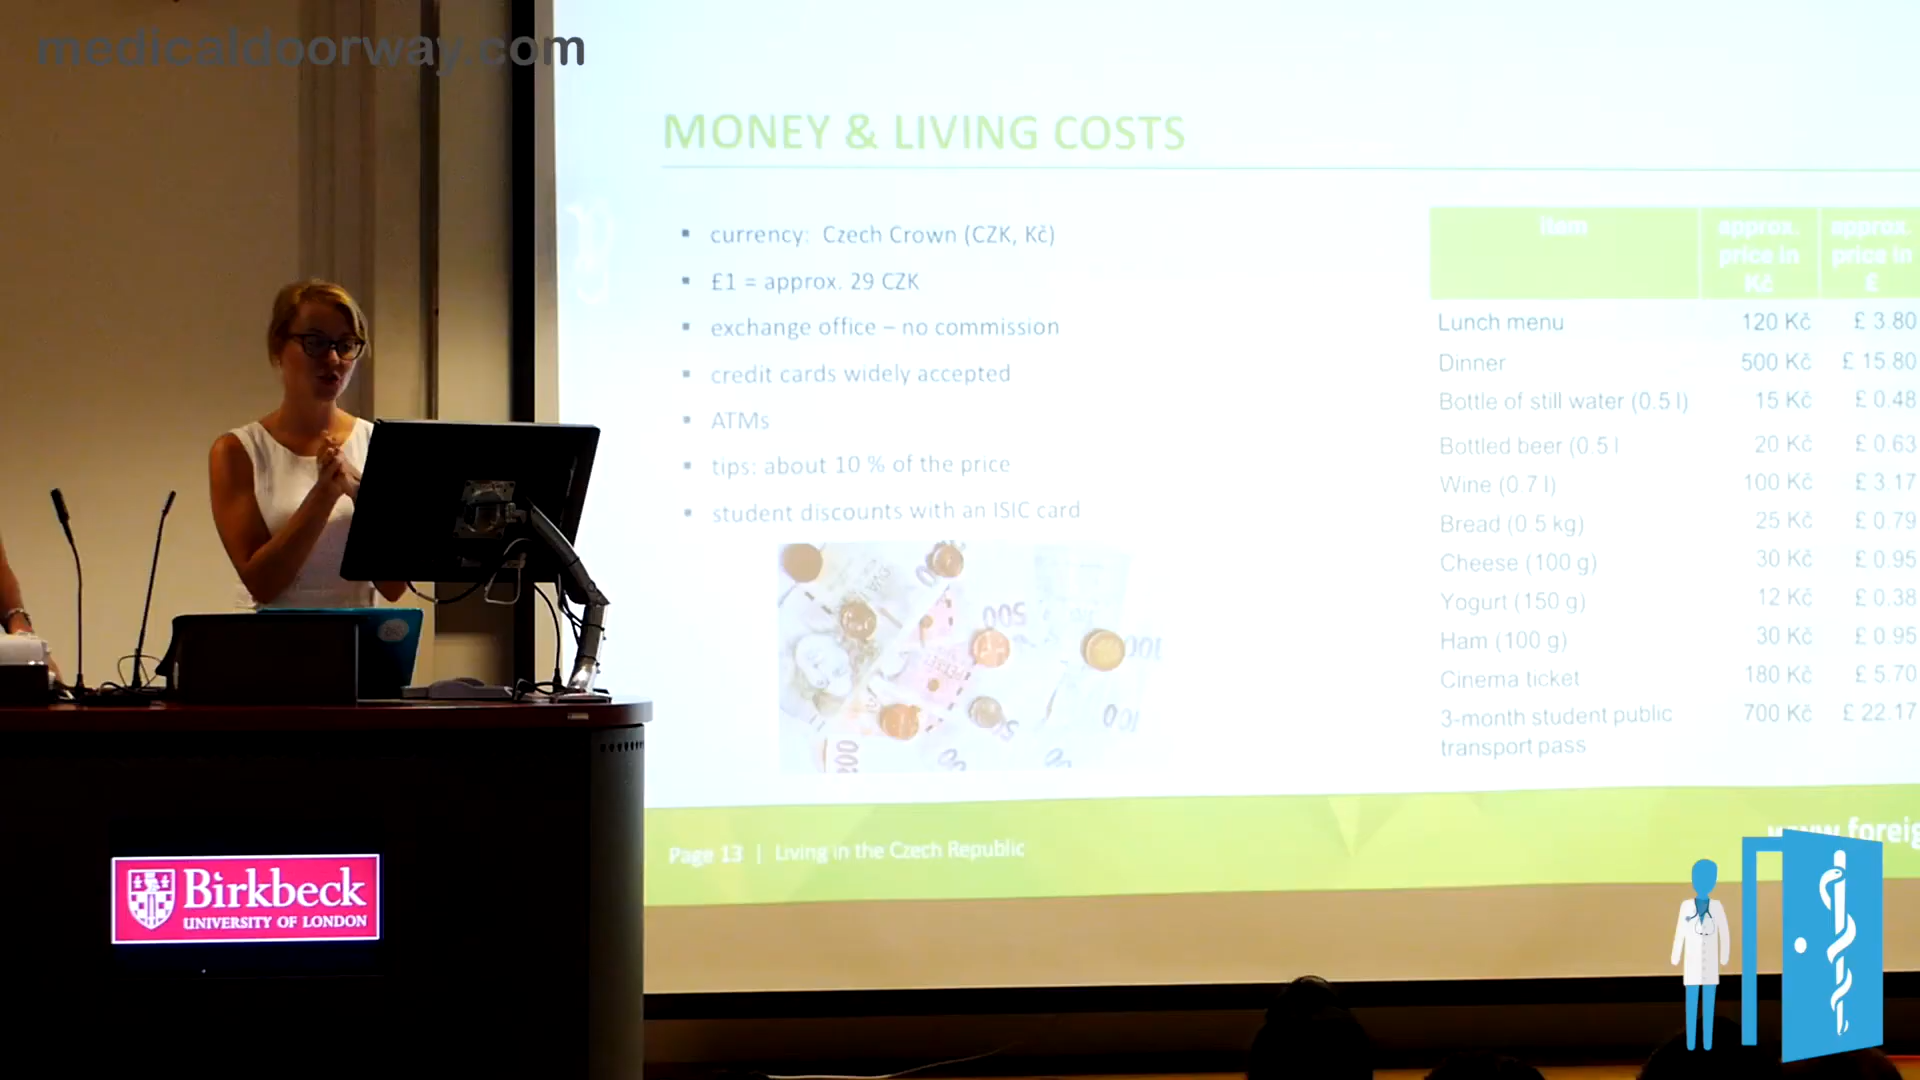 medicaldoorway.com
MONEY & LIVING COSTS
▪ currency: Czech Crown (CZK, Kč)
▪ £1 = approx. 29 CZK
▪ exchange office – no commission
▪ credit cards widely accepted
▪ ATMs
▪ tips: about 10 % of the price
▪ student discounts with an ISIC card
Item approx. price in Kč approx. price in £
Lunch menu 120 Kč £ 3.80
Dinner 500 Kč £ 15.80
Bottle of still water (0.5 l) 15 Kč £ 0.48
Bottled beer (0.5 l 20 Kč £ 0.63
Wine (0.7 l) 100 Kč £ 3.17
Bread (0.5 kg) 25 Kč £ 0.79
Cheese (100 g) 30 Kč £ 0.95
Yogurt (150 g) 12 Kč £ 0.38
Ham (100 g) 30 Kč £ 0.95
Cinema ticket 180 Kč £ 5.70
3-month student public 700 Kč £ 22.17
transport pass
500
100
100
Page 13 | Living in the Czech Republic
www.foreig
Birkbeck
UNIVERSITY OF LONDON